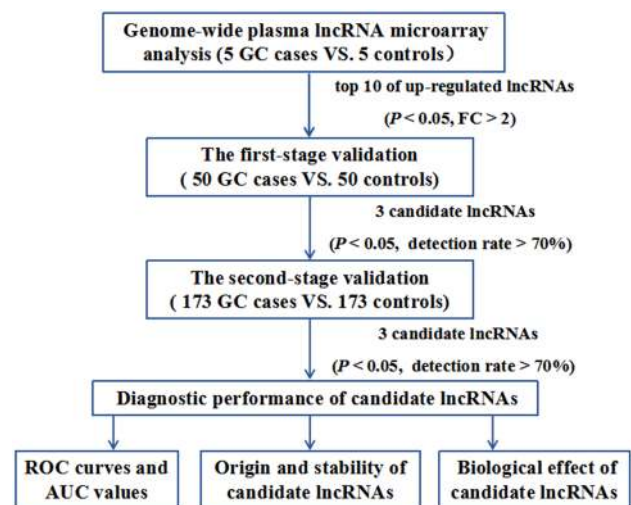 Genome-wide plasma lncRNA microarray
analysis (5 GC cases VS. 5 controls）
top 10 of up-regulated lncRNAs
(P < 0.05, FC > 2)
The first-stage validation
( 50 GC cases VS. 50 controls)
3 candidate lncRNAs
(P < 0.05, detection rate > 70%)
The second-stage validation
( 173 GC cases VS. 173 controls)
3 candidate lncRNAs
(P < 0.05, detection rate > 70%)
Diagnostic performance of candidate lncRNAs
ROC curves and
AUC values
Origin and stability of
candidate lncRNAs
Biological effect of
candidate lncRNAs